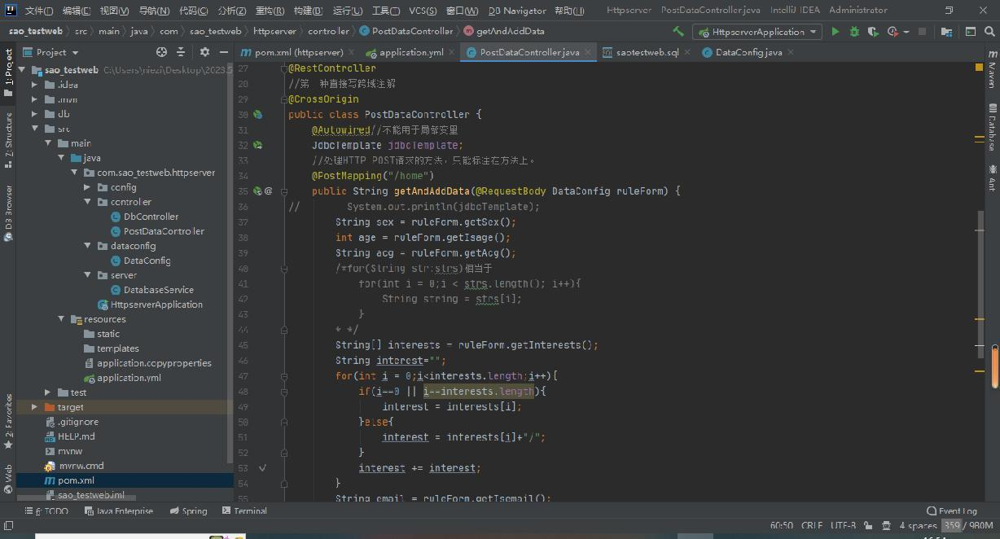 文件(F) 编辑(E) 视图(V) 导航(N) 代码(C) 分析(Z) 重构(R) 构建(B) 运行(U) 工具(T) VCS(S) 窗口(W) DB Navigator 帮助(H) Httpserver PostDataController.java IntelliJ IDEA Administrator
sao_testweb src main java com sao_testweb httpserver controller PostDataController getAndAddData HttpserverApplication
Project
pom.xml (httpserver) application.yml PostDataController.java saotestweb.sql DataConfig.java
1: Project
7: Structure
DB Browser
2: Favorites
Web
sao_testweb C:\Users\niezi\Desktop\2023.5
.idea
.mvn
db
src
main
java
com.sao_testweb.httpserver
config
controller
DbController
PostDataController
dataconfig
DataConfig
server
DatabaseService
HttpserverApplication
resources
static
templates
application.copyproperties
application.yml
test
target
.gitignore
HELP.md
mvnw
mvnw.cmd
pom.xml
sao_testweb.iml
27 @RestController
28 //第 种直接写跨域注解
29 @CrossOrigin
30 public class PostDataController {
31 @Autowired//不能用于局部变量
32 JdbcTemplate jdbcTemplate;
33 //处理HTTP POST请求的方法，只能标注在方法上。
34 @PostMapping("/home")
35 @ public String getAndAddData(@RequestBody DataConfig ruleForm) {
36 // System.out.println(jdbcTemplate);
37 String sex = ruleForm.getSex();
38 int age = ruleForm.getIsage();
39 String acg = ruleForm.getAcg();
40 /*for(String str:strs)相当于
41 for(int i = 0;i < strs.length(); i++){
42 String string = strs[i];
43 }
44 * */
45 String[] interests = ruleForm.getInterests();
46 String interest="";
47 for(int i = 0;i<interests.length;i++){
48 if(i==0 || i==interests.length){
49 interest = interests[i];
50 }else{
51 interest = interests[i]+"/";
52 }
53 interest += interest;
54 }
55 String email = ruleForm.getIsemail();
Maven
Database
Ant
6: TODO Java Enterprise Spring Terminal Event Log
60:50 CRLF UTF-8 4 spaces 359 / 980M